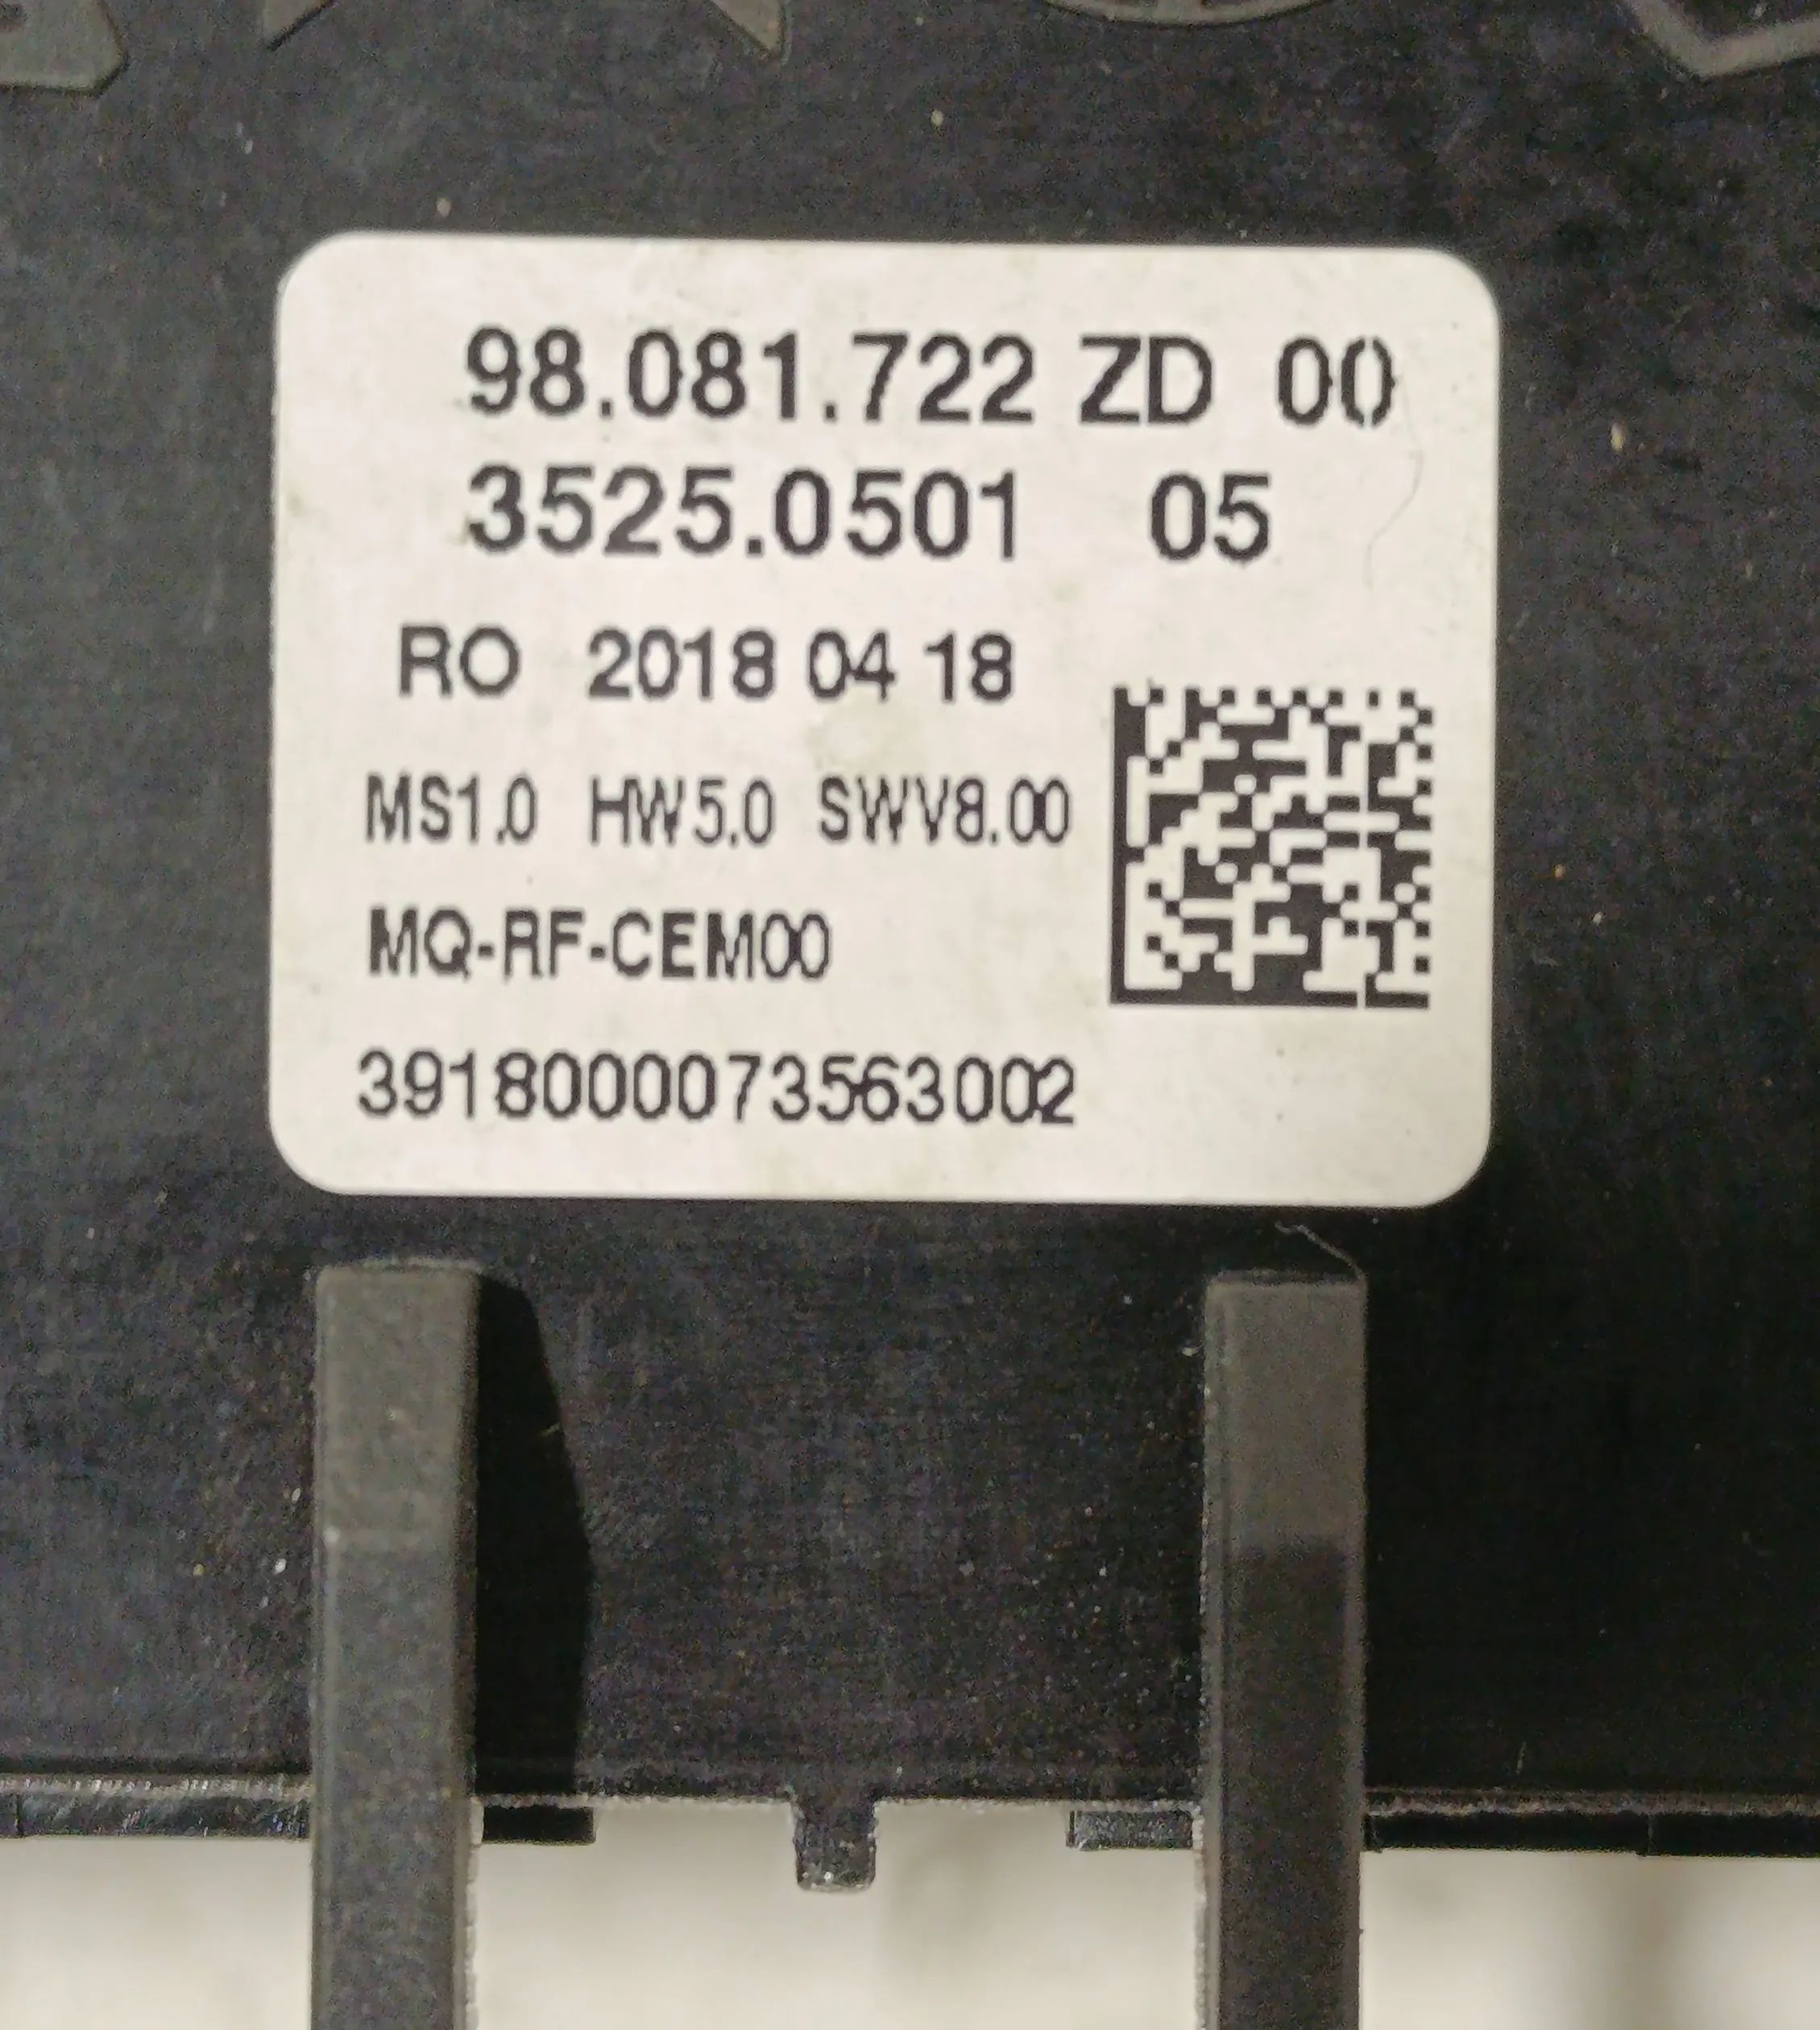 98.081.722 ZD 00
3525.0501 05
RO 2018 04 18
MS1.0 HW5.0 SWV8.00
MQ-RF-CEM00
3918000073563002